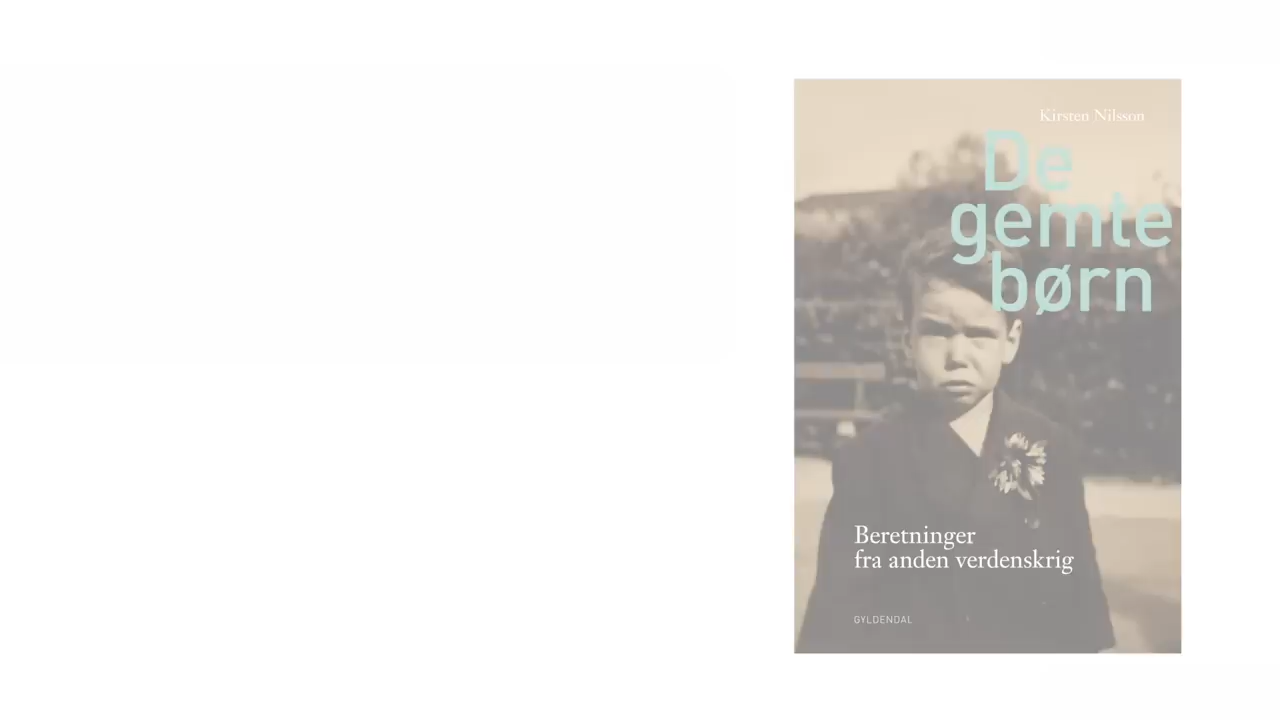 Kirsten Nilsson
De
gemte
børn
Beretninger
fra anden verdenskrig
GYLDENDAL